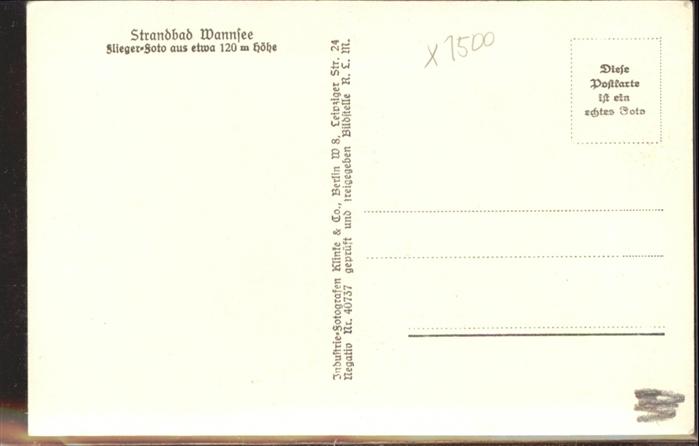 Strandbad Wannsee
Flieger-Foto aus etwa 120 m Höhe
x 1500
Diese
Postkarte
ist ein
echtes Foto
Industrie-Fotografen Klinke & Co., Berlin W 8, Leipziger Str. 24
Negativ Nr. 40737 geprüft und freigegeben Bildstelle R. L. M.